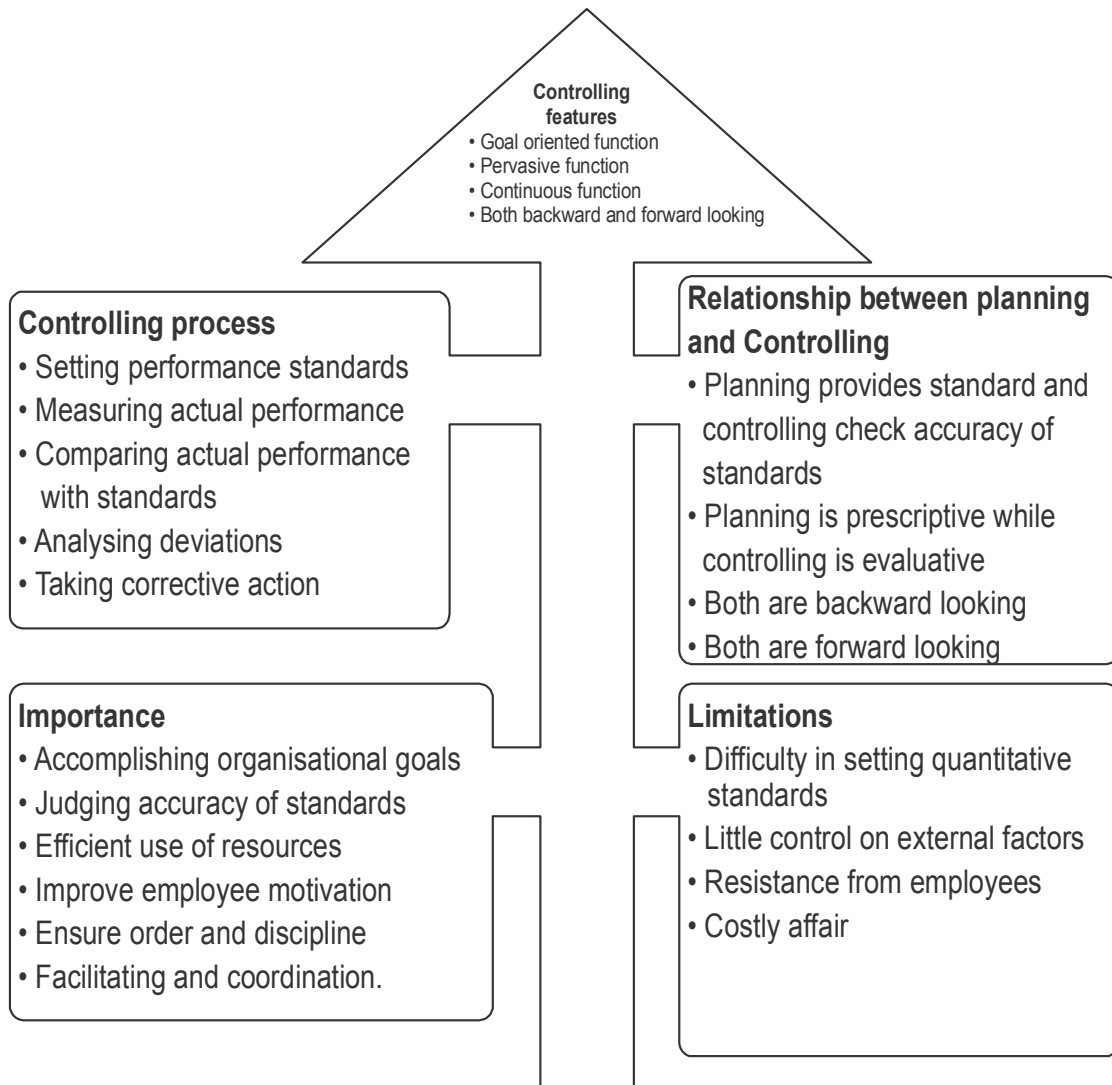 Controlling
features
• Goal oriented function
• Pervasive function
• Continuous function
• Both backward and forward looking
Controlling process
• Setting performance standards
• Measuring actual performance
• Comparing actual performance
with standards
• Analysing deviations
• Taking corrective action
Relationship between planning
and Controlling
• Planning provides standard and
controlling check accuracy of
standards
• Planning is prescriptive while
controlling is evaluative
• Both are backward looking
• Both are forward looking
Importance
• Accomplishing organisational goals
• Judging accuracy of standards
• Efficient use of resources
• Improve employee motivation
• Ensure order and discipline
• Facilitating and coordination.
Limitations
• Difficulty in setting quantitative
standards
• Little control on external factors
• Resistance from employees
• Costly affair